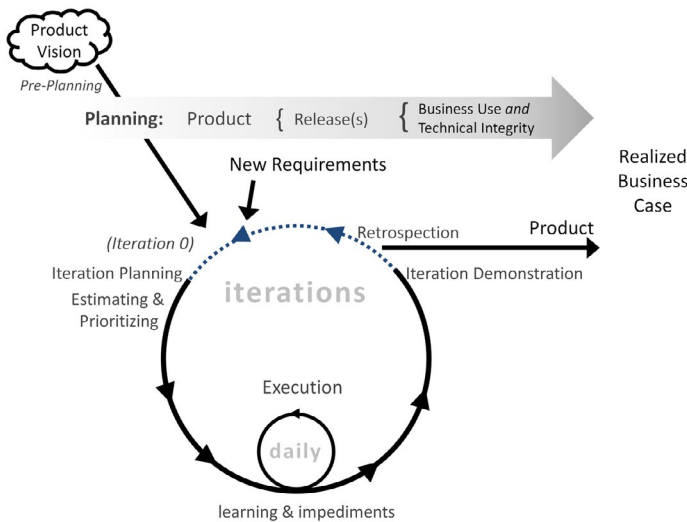 Product
Vision
Pre-Planning
Planning: Product { Release(s) { Business Use and
Technical Integrity
Realized
Business
Case
New Requirements
Product
Retrospection
(Iteration 0)
Iteration Planning
Iteration Demonstration
Estimating &
Prioritizing
iterations
Execution
daily
learning & impediments